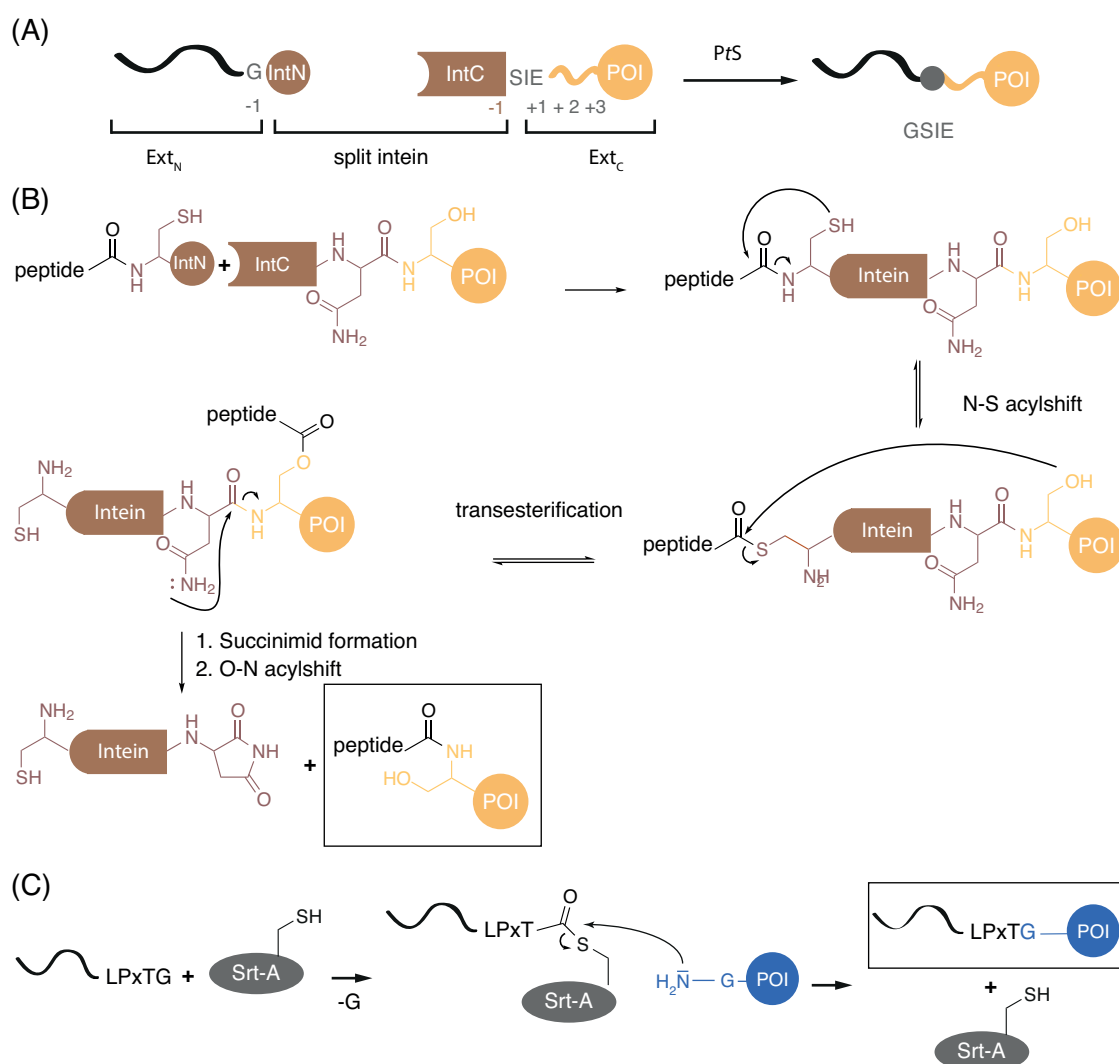 (A)
G IntN IntC SIE POI PtS POI
-1 -1 +1 + 2 +3 GSIE
Ext_N split intein Ext_C
(B)
SH O peptide N H IntN + IntC H N O N H OH POI O NH2
SH O peptide N H Intein H N O N H OH POI O NH2
N-S acylshift
peptide O O NH2 SH Intein H N O N H POI O :NH2
transesterification
O peptide S NH2 Intein H N O N H OH POI O NH2
1. Succinimid formation
2. O-N acylshift
NH2 SH Intein H N O NH O
+
O peptide NH HO POI
(C)
LPxTG + SH Srt-A
-G
LPxT O S Srt-A
H2N G POI
LPxTG POI
+
SH
Srt-A